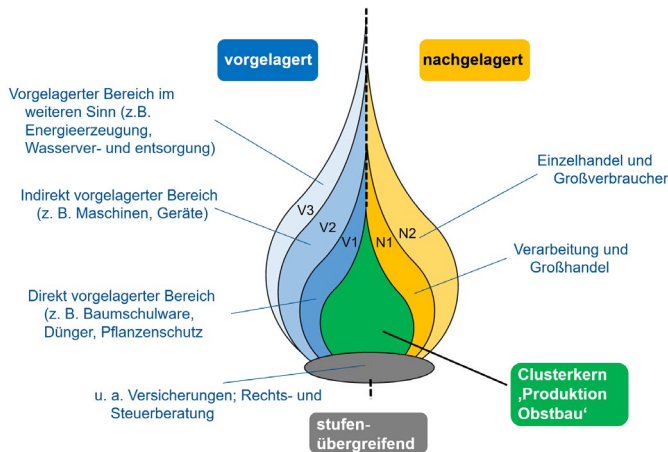 vorgelagert
nachgelagert
Vorgelagerter Bereich im
weiteren Sinn (z.B.
Energieerzeugung,
Wasserver- und entsorgung)
Indirekt vorgelagerter Bereich
(z. B. Maschinen, Geräte)
Direkt vorgelagerter Bereich
(z. B. Baumschulware,
Dünger, Pflanzenschutz
u. a. Versicherungen; Rechts- und
Steuerberatung
V3
V2
V1
N1
N2
Einzelhandel und
Großverbraucher
Verarbeitung und
Großhandel
Clusterkern
‚Produktion
Obstbau‘
stufen-
übergreifend